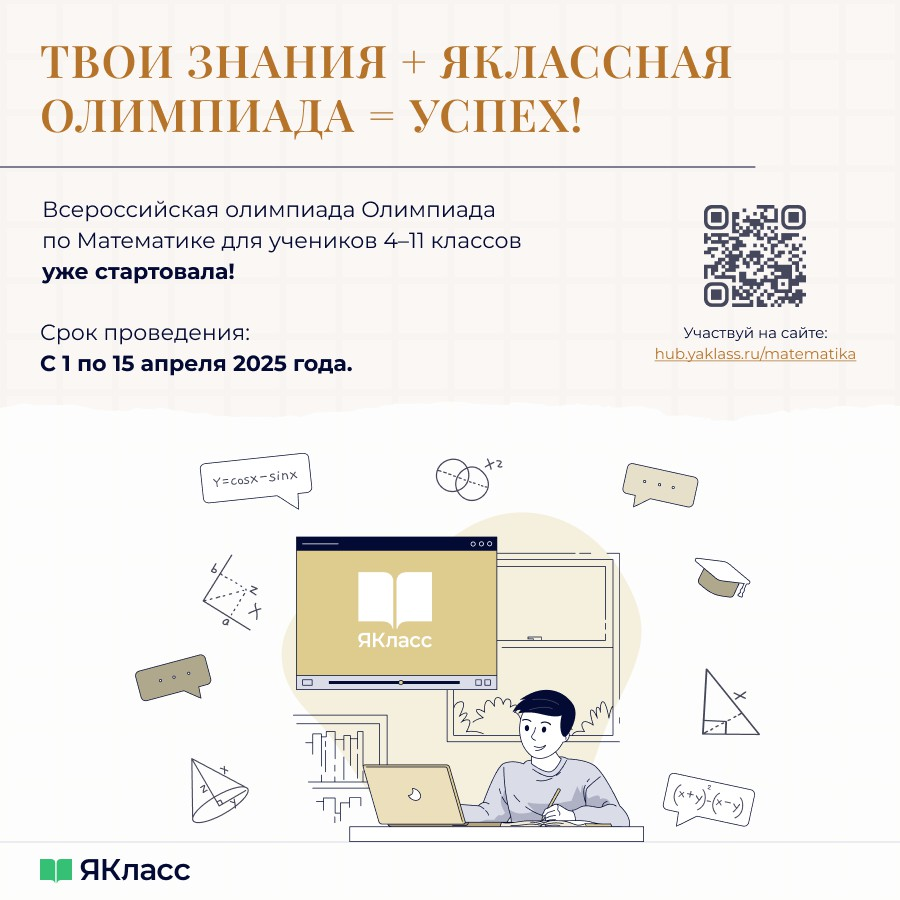 ТВОИ ЗНАНИЯ + ЯКЛАССНАЯ
ОЛИМПИАДА = УСПЕХ!
Всероссийская олимпиада Олимпиада
по Математике для учеников 4–11 классов
уже стартовала!
Срок проведения:
С 1 по 15 апреля 2025 года.
Участвуй на сайте:
hub.yaklass.ru/matematika
Y=cosx-sinx
x2
b
z
x
a
ЯКласс
x
x
z
y
(x+y)²-(x-y)
ЯКласс